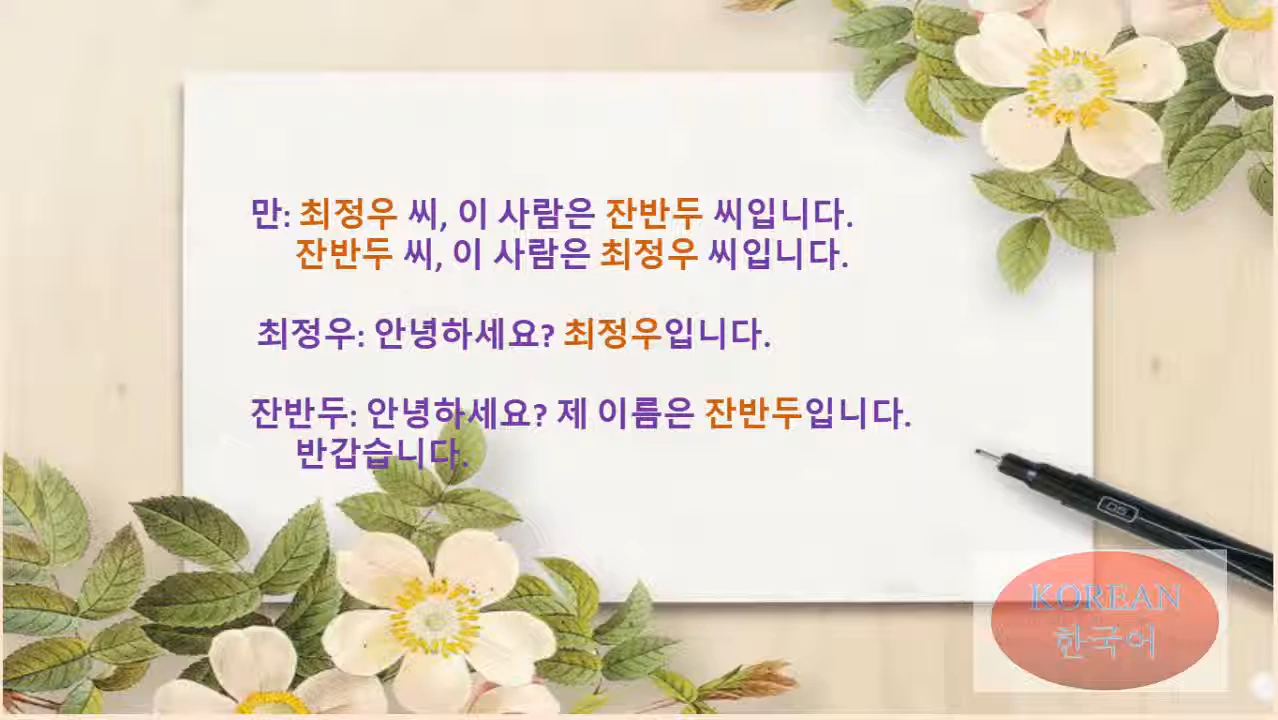 만: 최정우 씨, 이 사람은 잔반두 씨입니다.
잔반두 씨, 이 사람은 최정우 씨입니다.
최정우: 안녕하세요? 최정우입니다.
잔반두: 안녕하세요? 제 이름은 잔반두입니다.
반갑습니다.
05
KOREAN
한국어